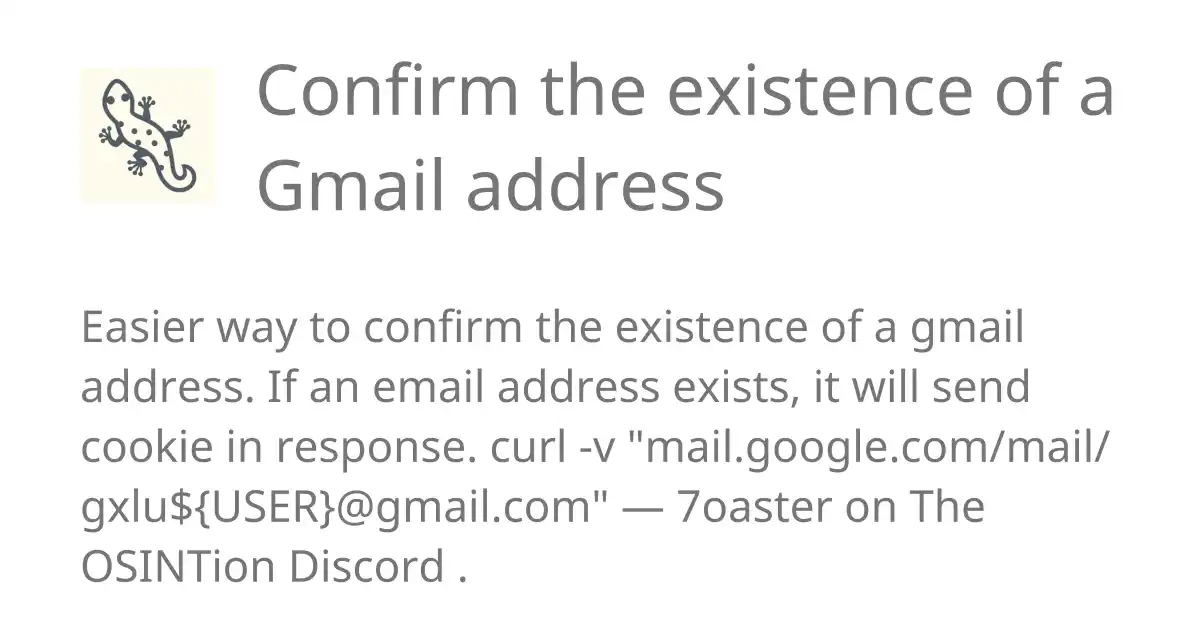 Confirm the existence of a
Gmail address
Easier way to confirm the existence of a gmail
address. If an email address exists, it will send
cookie in response. curl -v "mail.google.com/mail/
gxlu${USER}@gmail.com" — 7oaster on The
OSINTion Discord .